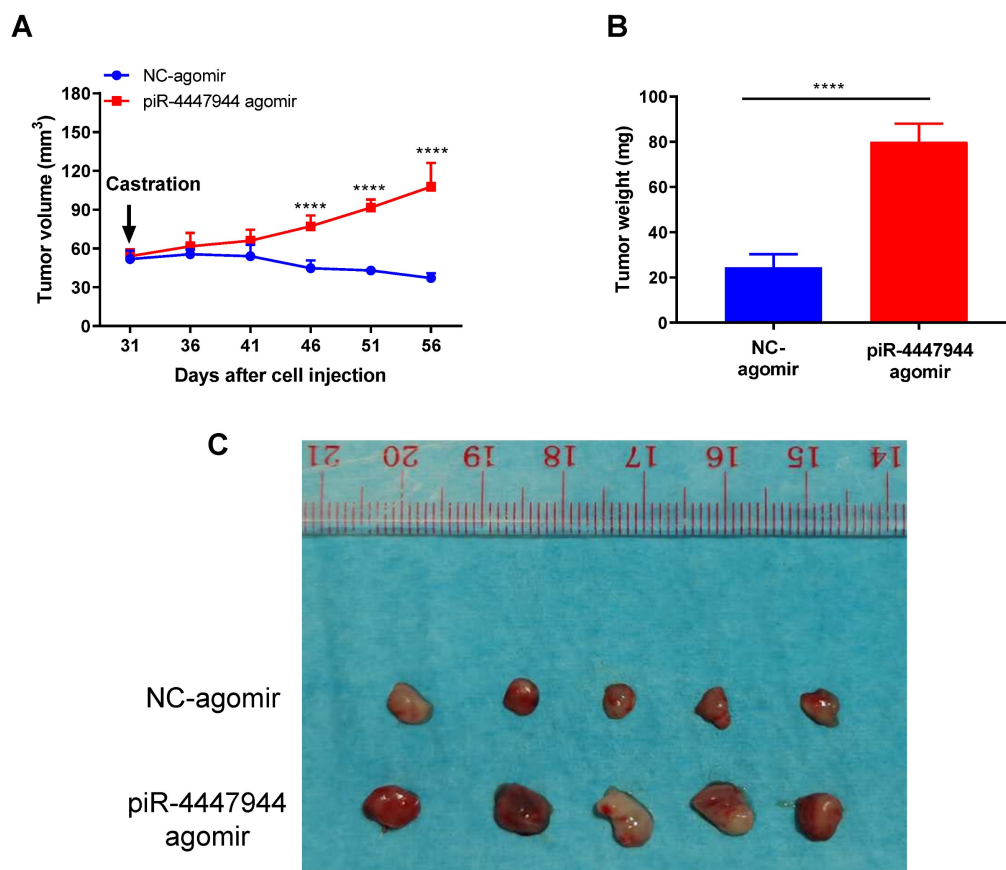 A
NC-agomir
piR-4447944 agomir
Tumor volume (mm³)
180
150
120
90
60
30
0
Castration
****
****
****
31 36 41 46 51 56
Days after cell injection
B
****
Tumor weight (mg)
100
80
60
40
20
0
NC-
agomir
piR-4447944
agomir
C
21 20 19 18 17 16 15 14
NC-agomir
piR-4447944
agomir